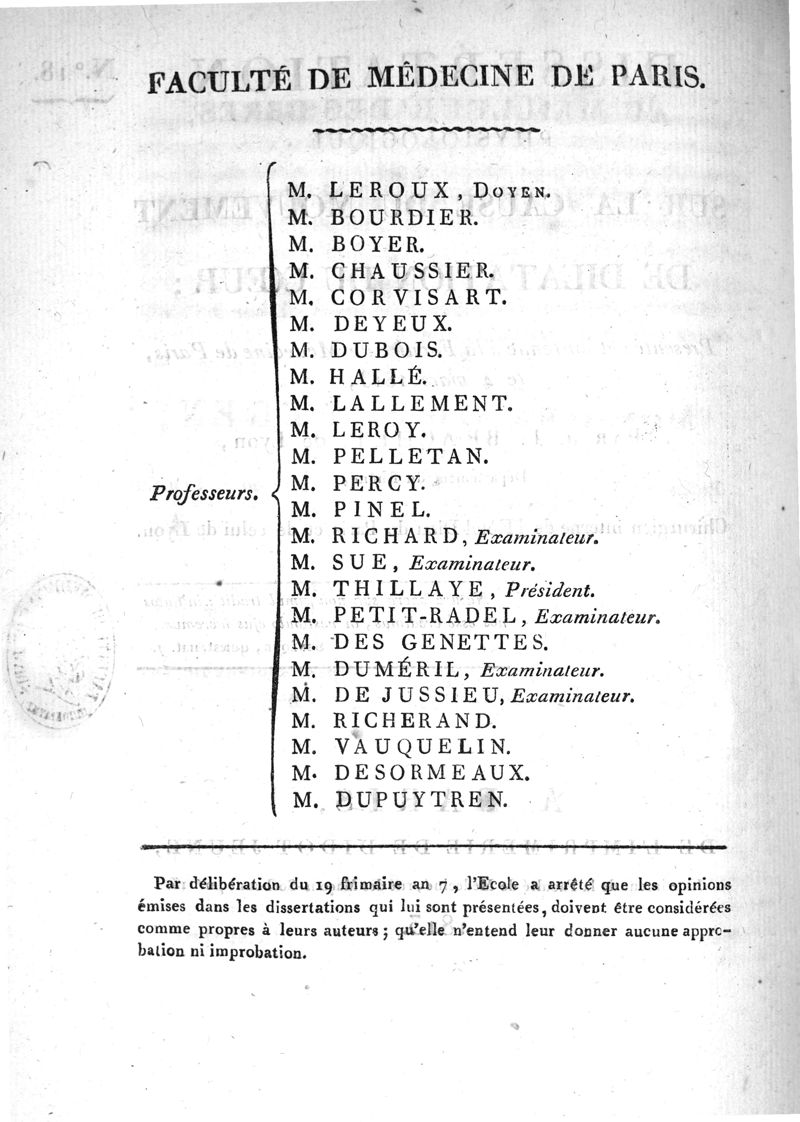 FACULTÉ DE MÉDECINE DE PARIS.
M. LEROUX, DOYEN.
M. BOURDIER.
M. BOYER.
M. CHAUSSIER.
M. CORVISART.
M. DEYEUX.
M. DUBOIS.
M. HALLÉ.
M. LALLEMENT.
M. LEROY.
M. PELLETAN.
Professeurs.
M. PERCY.
M. PINEL.
M. RICHARD, Examinateur.
M. SUE, Examinateur.
M. THILLAYE, Président.
M. PETIT-RADEL, Examinateur.
M. DES GENETTES.
M. DUMÉRIL, Examinateur.
M. DE JUSSIEU, Examinateur.
M. RICHERAND.
M. VAUQUELIN.
M. DESORMEAUX.
M. DUPUYTREN.
Par délibération du 19 frimaire an 7, l'Ecole a arrêté que les opinions
émises dans les dissertations qui lui sont présentées, doivent être considérées
comme propres à leurs auteurs; qu'elle n'entend leur donner aucune appro-
bation ni improbation.